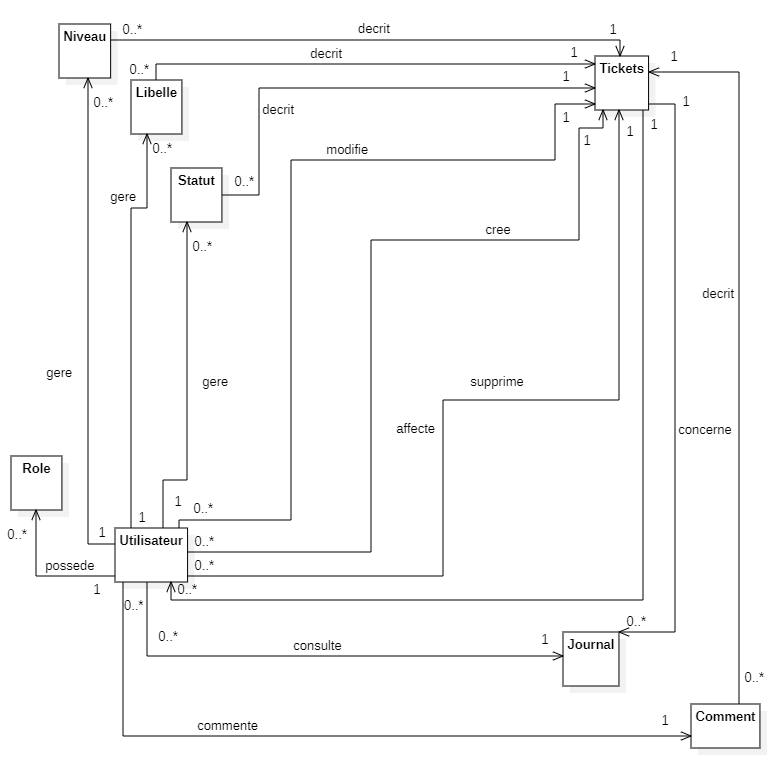 0..* decrit 1
Niveau
decrit 1 1
0..* Tickets
1
0..* Libelle 1
decrit 1 1 1
modifie
0..*
Statut 0..*
gere
cree
0..*
decrit
gere
gere supprime
affecte concerne
Role
1 0..*
1
0..* 1 Utilisateur 0..*
possede 0..*
1 0..*
0..*
0..*
0..* 1
consulte Journal
0..*
1
commente Comment